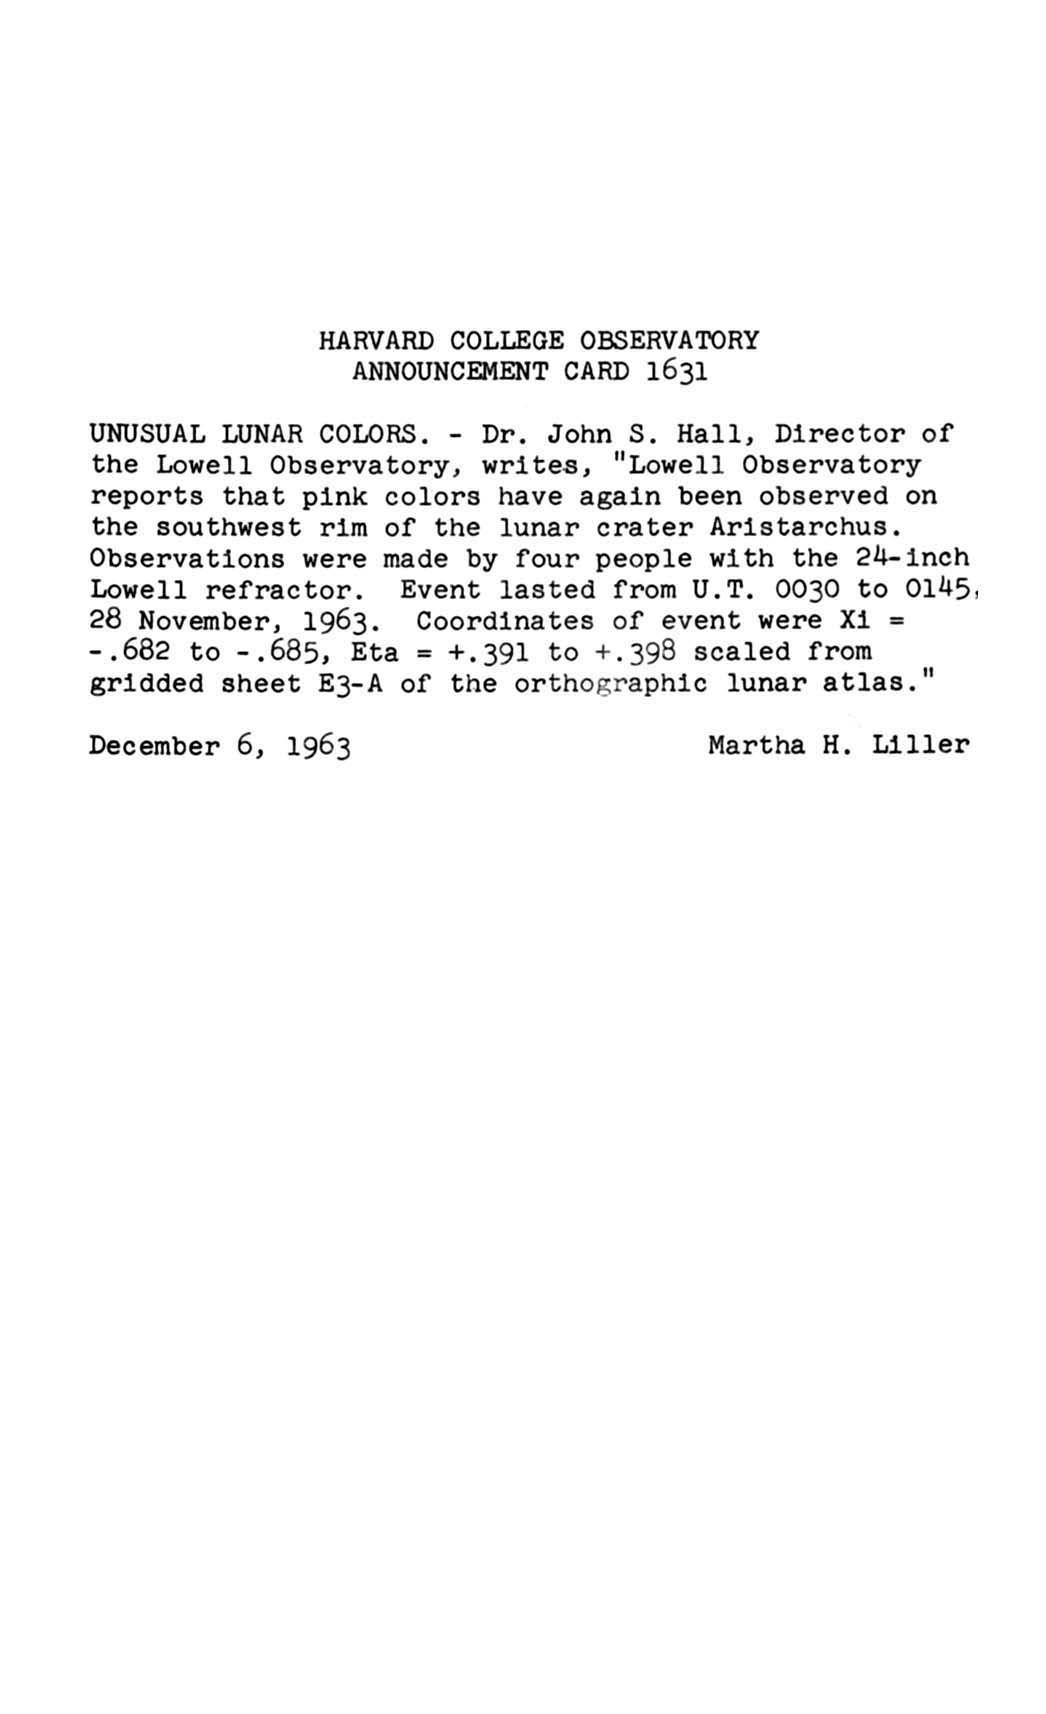 HARVARD COLLEGE OBSERVATORY
ANNOUNCEMENT CARD 1631
UNUSUAL LUNAR COLORS. - Dr. John S. Hall, Director of
the Lowell Observatory, writes, "Lowell Observatory
reports that pink colors have again been observed on
the southwest rim of the lunar crater Aristarchus.
Observations were made by four people with the 24-inch
Lowell refractor. Event lasted from U.T. 0030 to 0145,
28 November, 1963. Coordinates of event were Xi =
-.682 to -.685, Eta = +.391 to +.398 scaled from
gridded sheet E3-A of the orthographic lunar atlas."
December 6, 1963 Martha H. Liller